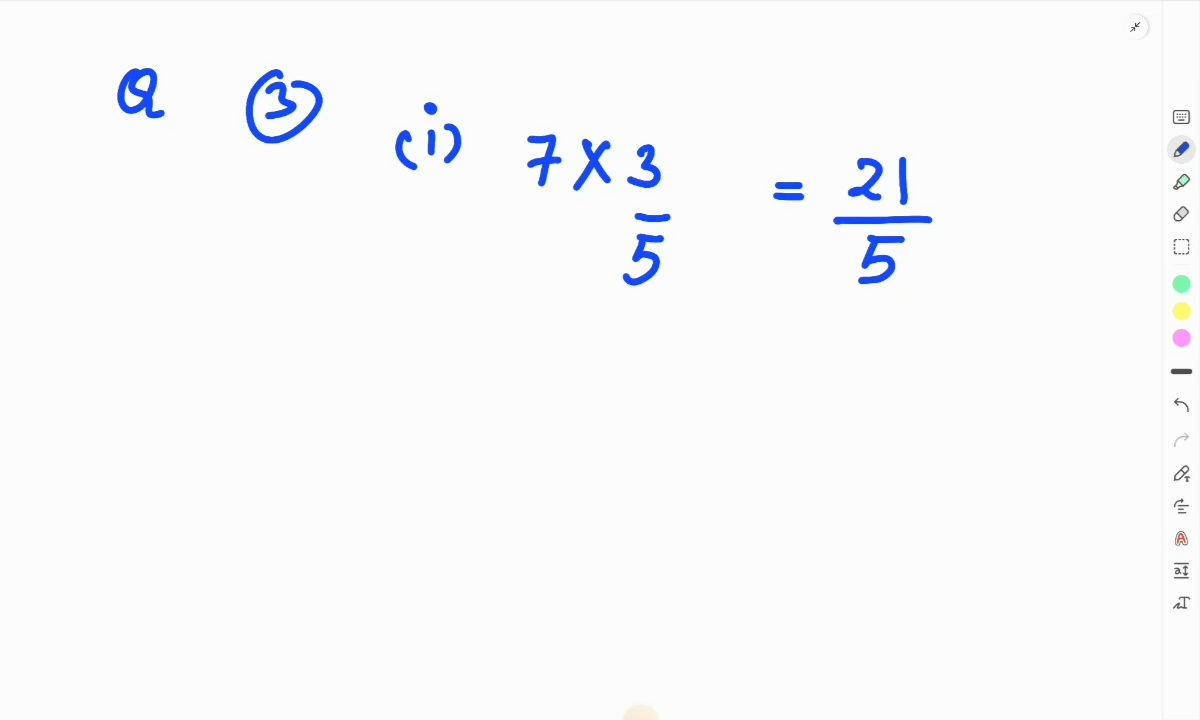 Q ③ (i) 7 × 3/5 = 21/5